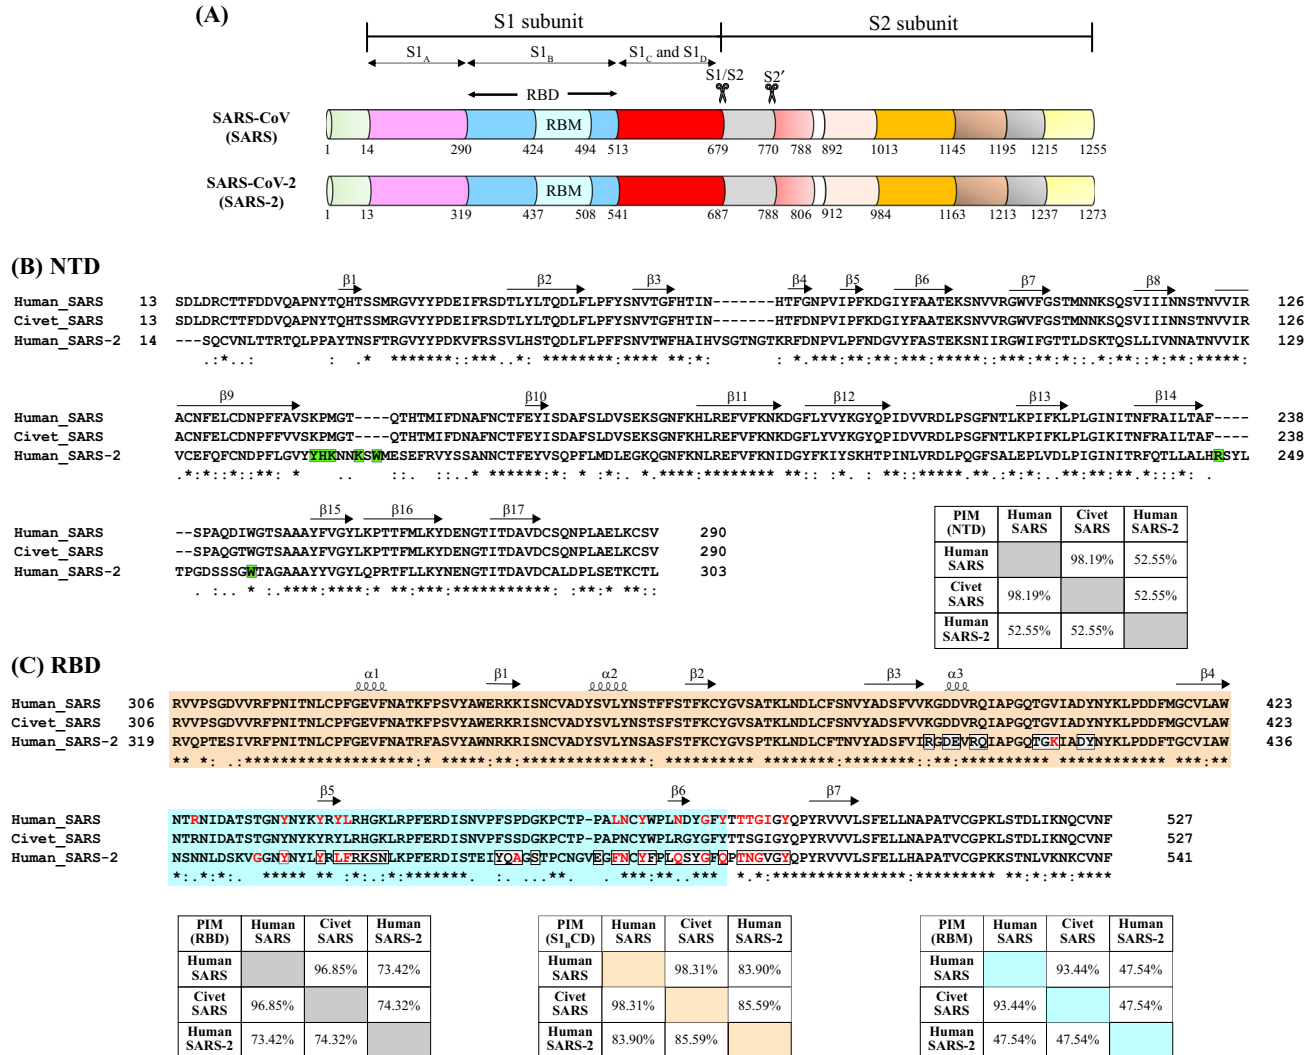 (A)
S1 subunit
S2 subunit
S1A
S1B
S1C and S1D
S1/S2
S2′
RBD
SARS-CoV
(SARS)
RBM
1 14 290 424 494 513 679 770 788 892 1013 1145 1195 1215 1255
SARS-CoV-2
(SARS-2)
RBM
1 13 319 437 508 541 687 788 806 912 984 1163 1213 1237 1273
(B) NTD
β1 β2 β3 β4 β5 β6 β7 β8
Human_SARS 13 SDLDRCTTFDDVQAPNYTQHTSSMRGVYYPDEIFRSDTLYLTQDLFLPFYSNVTGFHTIN-------HTFGNPVIPFKDGIYFAATEKSNVVRGWVFGSTMNNKSQSVIIINNSTNVVIR 126
Civet_SARS 13 SDLDRCTTFDDVQAPNYTQHTSSMRGVYYPDEIFRSDTLYLTQDLFLPFYSNVTGFHTIN-------HTFDNPVIPFKDGIYFAATEKSNVVRGWVFGSTMNNKSQSVIIINNSTNVVIR 126
Human_SARS-2 14 ---SQCVNLTTRTQLPPAYTNSFTRGVYYPDKVFRSSVLHSTQDLFLPFFSNVTWFHAIHVSGTNGTKRFDNPVLPFNDGVYFASTEKSNIIRGWIFGTTLDSKTQSLLIVNNATNVVIK 129
β9 β10 β11 β12 β13 β14
Human_SARS ACNFELCDNPFFAVSKPMGT----QTHTMIFDNAFNCTFEYISDAFSLDVSEKSGNFKHLREFVFKNKDGFLYVYKGYQPIDVVRDLPSGFNTLKPIFKLPLGINITNFRAILTAF---- 238
Civet_SARS ACNFELCDNPFFVVSKPMGT----QTHTMIFDNAFNCTFEYISDAFSLDVSEKSGNFKHLREFVFKNKDGFLYVYKGYQPIDVVRDLPSGFNTLKPIFKLPLGINITNFRAILTAF---- 238
Human_SARS-2 VCEFQFCNDPFLGVYYHKNNKSWMESEFRVYSSANNCTFEYVSQPFLMDLEGKQGNFKNLREFVFKNIDGYFKIYSKHTPINLVRDLPQGFSALEPLVDLPIGINITRFQTLLALHRSYL 249
β15 β16 β17
Human_SARS --SPAQDIWGTSAAAYFVGYLKPTTFMLKYDENGTITDAVDCSQNPLAELKCSV 290
Civet_SARS --SPAQGTWGTSAAAYFVGYLKPTTFMLKYDENGTITDAVDCSQNPLAELKCSV 290
Human_SARS-2 TPGDSSSGWTAGAAAYYVGYLQPRTFLLKYNENGTITDAVDCALDPLSETKCTL 303
PIM (NTD) Human SARS Civet SARS Human SARS-2
Human SARS 98.19% 52.55%
Civet SARS 98.19% 52.55%
Human SARS-2 52.55% 52.55%
(C) RBD
α1 β1 α2 β2 β3 α3 β4
Human_SARS 306 RVVPSGDVVRFPNITNLCPFGEVFNATKFPSVYAWERKKISNCVADYSVLYNSTFFSTFKCYGVSATKLNDLCFSNVYADSFVVKGDDVRQIAPGQTGVIADYNYKLPDDFMGCVLAW 423
Civet_SARS 306 RVVPSGDVVRFPNITNLCPFGEVFNATKFPSVYAWERKKISNCVADYSVLYNSTFFSTFKCYGVSATKLNDLCFSNVYADSFVVKGDDVRQIAPGQTGVIADYNYKLPDDFMGCVLAW 423
Human_SARS-2 319 RVQPTESIVRFPNITNLCPFGEVFNATRFASVYAWNRKRISNCVADYSVLYNSASFSTFKCYGVSPTKLNDLCFTNVYADSFVIRGDEVRQIAPGQTGKIADYNYKLPDDFTGCVIAW 436
β5 β6 β7
Human_SARS NTRNIDATSTGNYNYKYRYLRHGKLRPFERDISNVPFSPDGKPCTP-PALNCYWPLNDYGFYTTTGIGYQPYRVVVLSFELLNAPATVCGPKLSTDLIKNQCVNF 527
Civet_SARS NTRNIDATSTGNYNYKYRYLRHGKLRPFERDISNVPFSPDGKPCTP-PAPNCYWPLRGYGFYTTSGIGYQPYRVVVLSFELLNAPATVCGPKLSTDLIKNQCVNF 527
Human_SARS-2 NSNNLDSKVGGNYNYLYRLFRKSNLKPFERDISTEIYQAGSTPCNGVEGFNCYFPLQSYGFQPTNGVGYQPYRVVVLSFELLHAPATVCGPKKSTNLVKNKCVNF 541
PIM (RBD) Human SARS Civet SARS Human SARS-2
Human SARS 96.85% 73.42%
Civet SARS 96.85% 74.32%
Human SARS-2 73.42% 74.32%
PIM (S1BCD) Human SARS Civet SARS Human SARS-2
Human SARS 98.31% 83.90%
Civet SARS 98.31% 85.59%
Human SARS-2 83.90% 85.59%
PIM (RBM) Human SARS Civet SARS Human SARS-2
Human SARS 93.44% 47.54%
Civet SARS 93.44% 47.54%
Human SARS-2 47.54% 47.54%